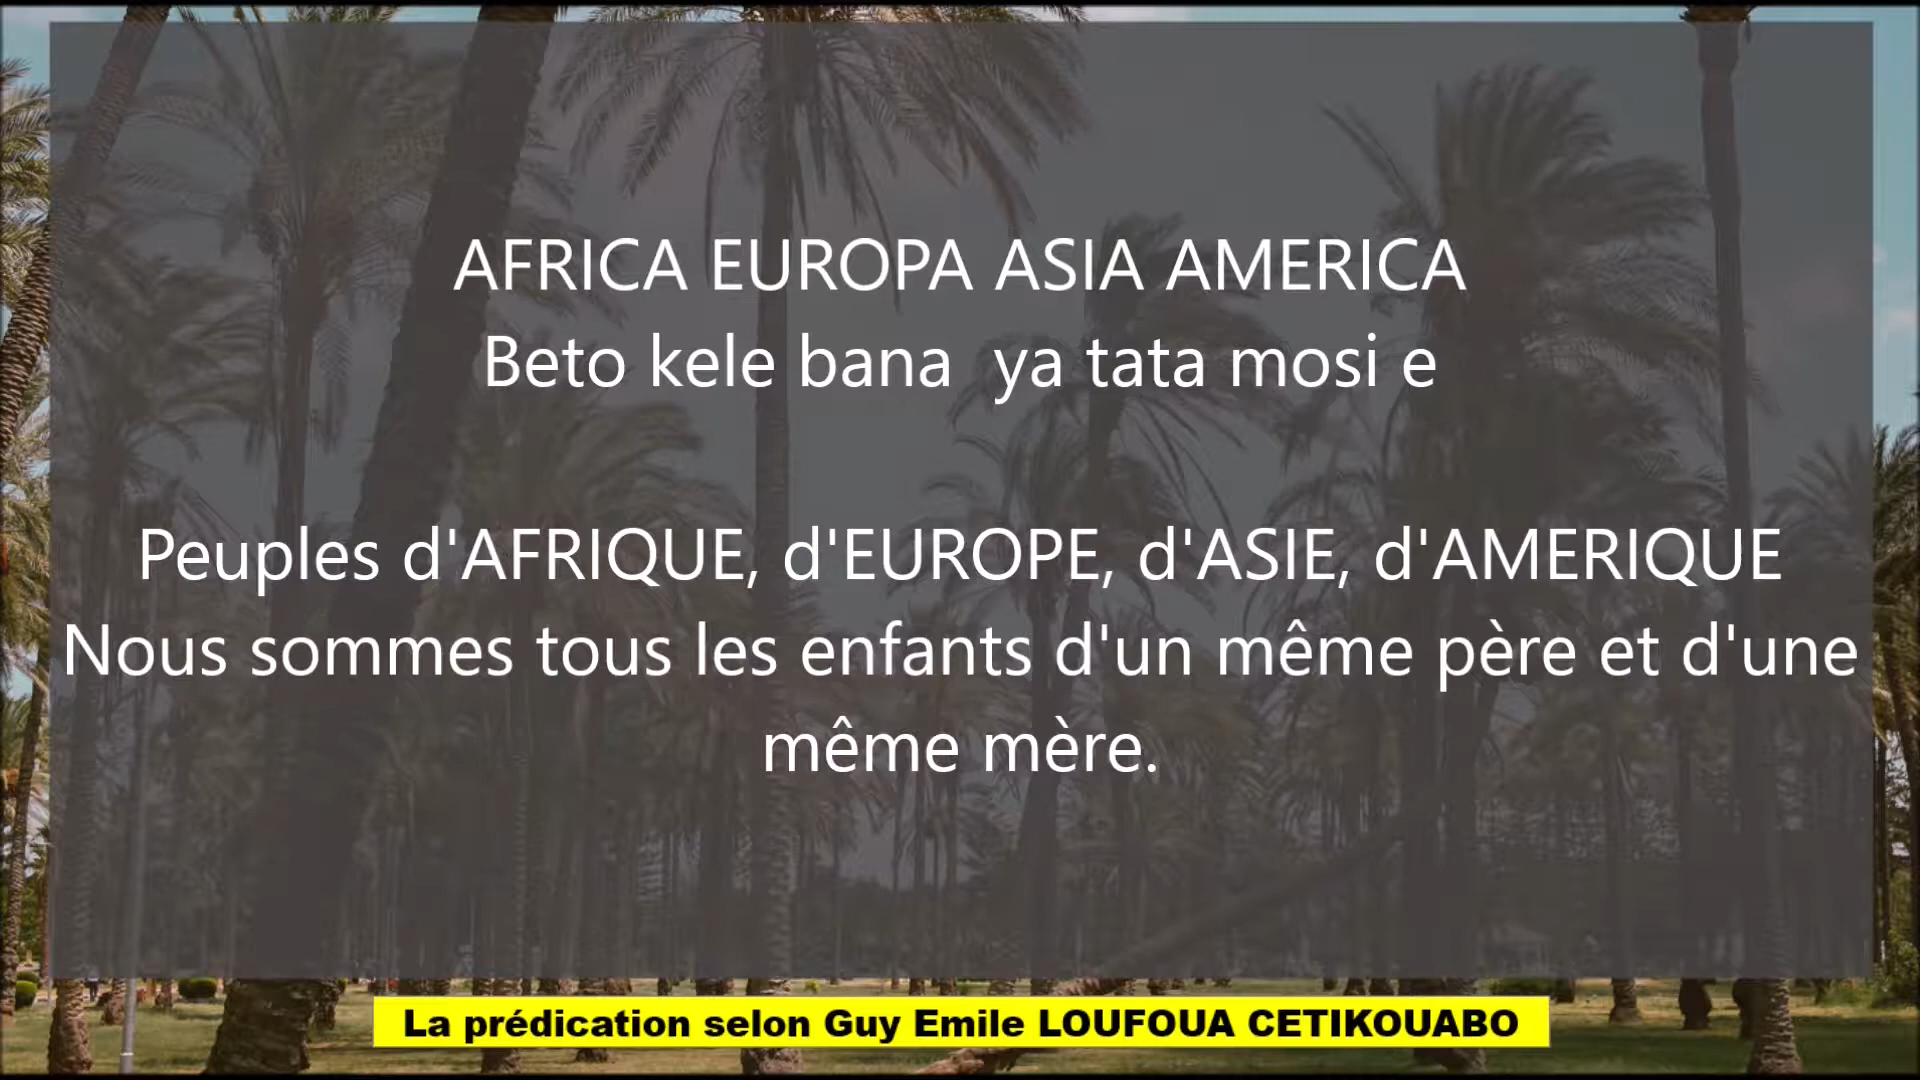 AFRICA EUROPA ASIA AMERICA
Beto kele bana  ya tata mosi e
Peuples d'AFRIQUE, d'EUROPE, d'ASIE, d'AMERIQUE
Nous sommes tous les enfants d'un même père et d'une
même mère.
La prédication selon Guy Emile LOUFOUA CETIKOUABO